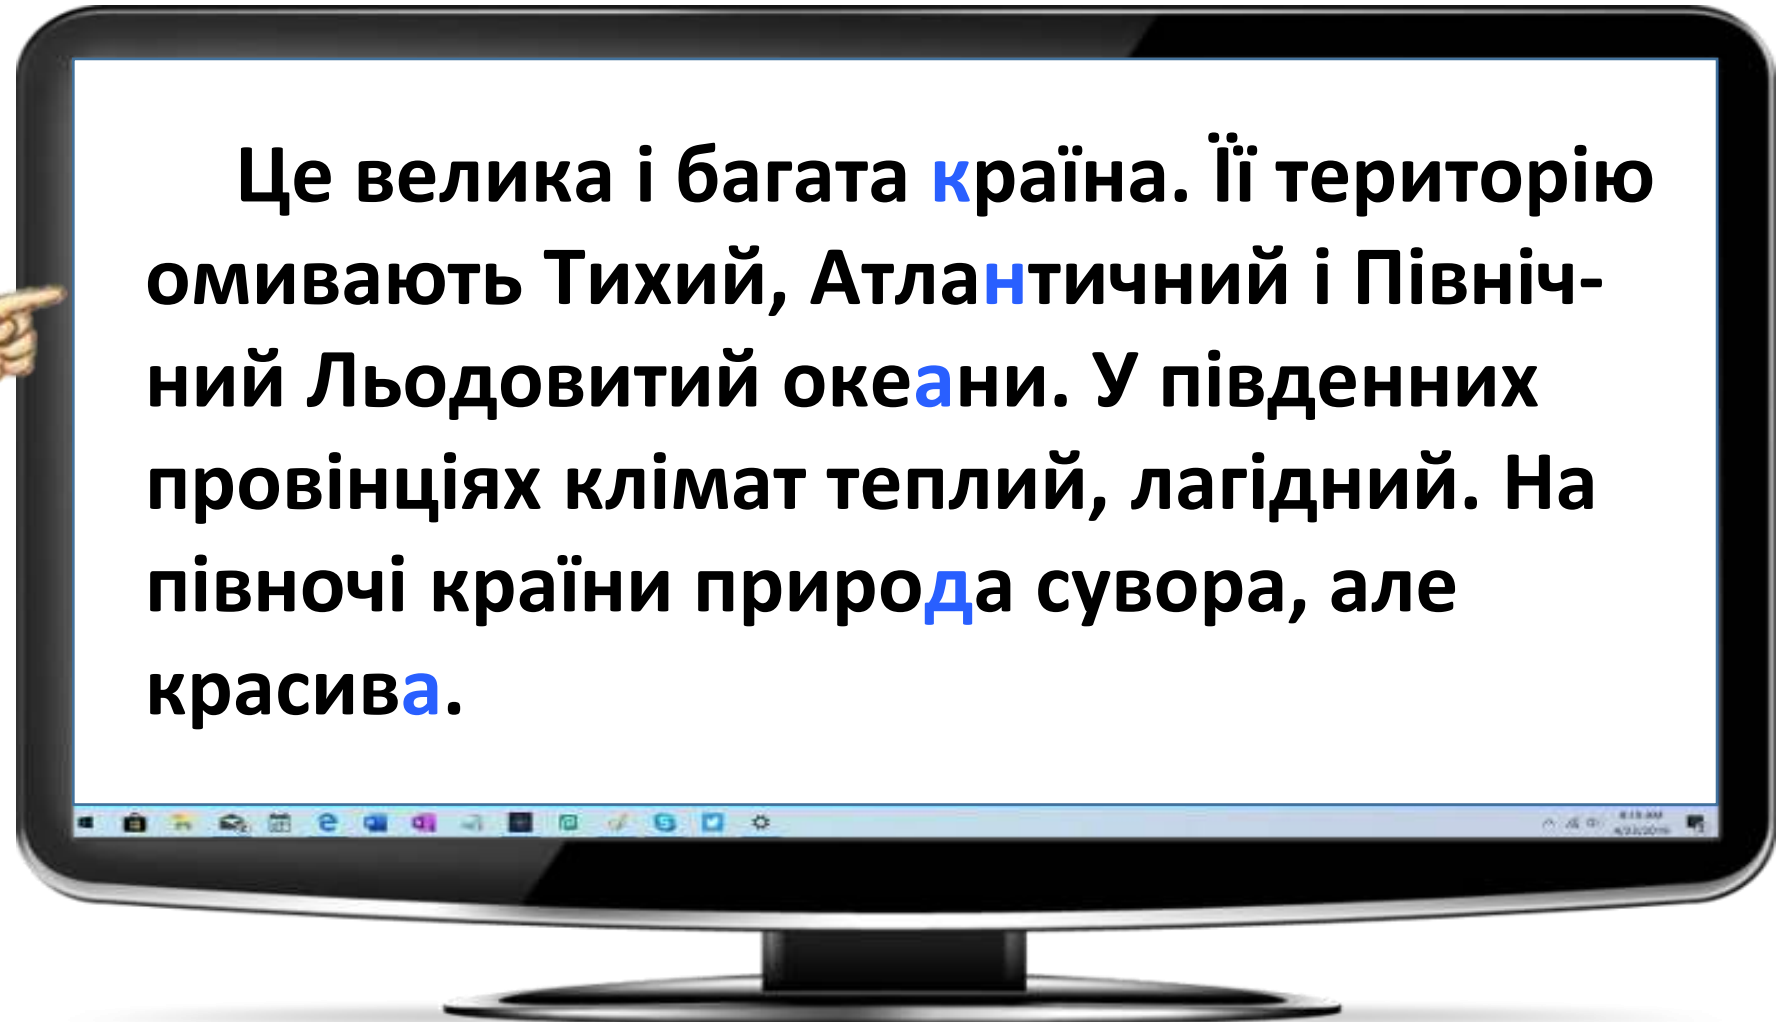 Це велика і багата країна. Її територію
омивають Тихий, Атлантичний і Північ-
ний Льодовитий океани. У південних
провінціях клімат теплий, лагідний. На
півночі країни природа сувора, але
красива.